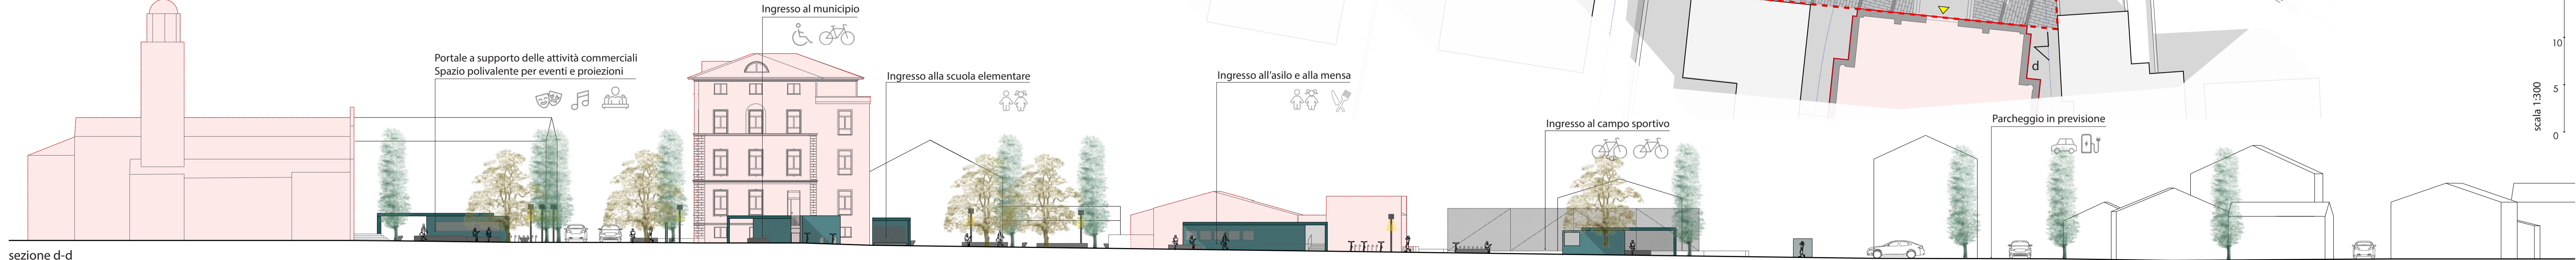 Ingresso al municipio
Portale a supporto delle attività commerciali
Spazio polivalente per eventi e proiezioni
Ingresso alla scuola elementare
Ingresso all'asilo e alla mensa
Ingresso al campo sportivo
Parcheggio in previsione
d
scala 1:300
10
5
0
sezione d-d